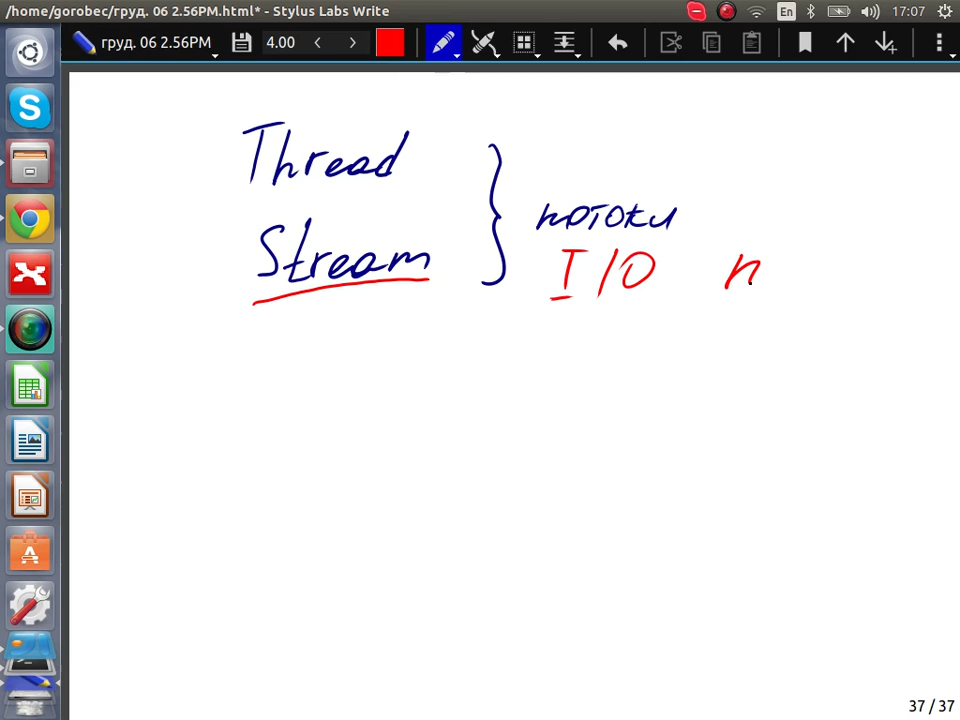 /home/gorobec/груд. 06 2.56PM.html* - Stylus Labs Write
En
17:07
груд. 06 2.56PM
4.00
Thread
Stream
потоки
I/O п
37 / 37